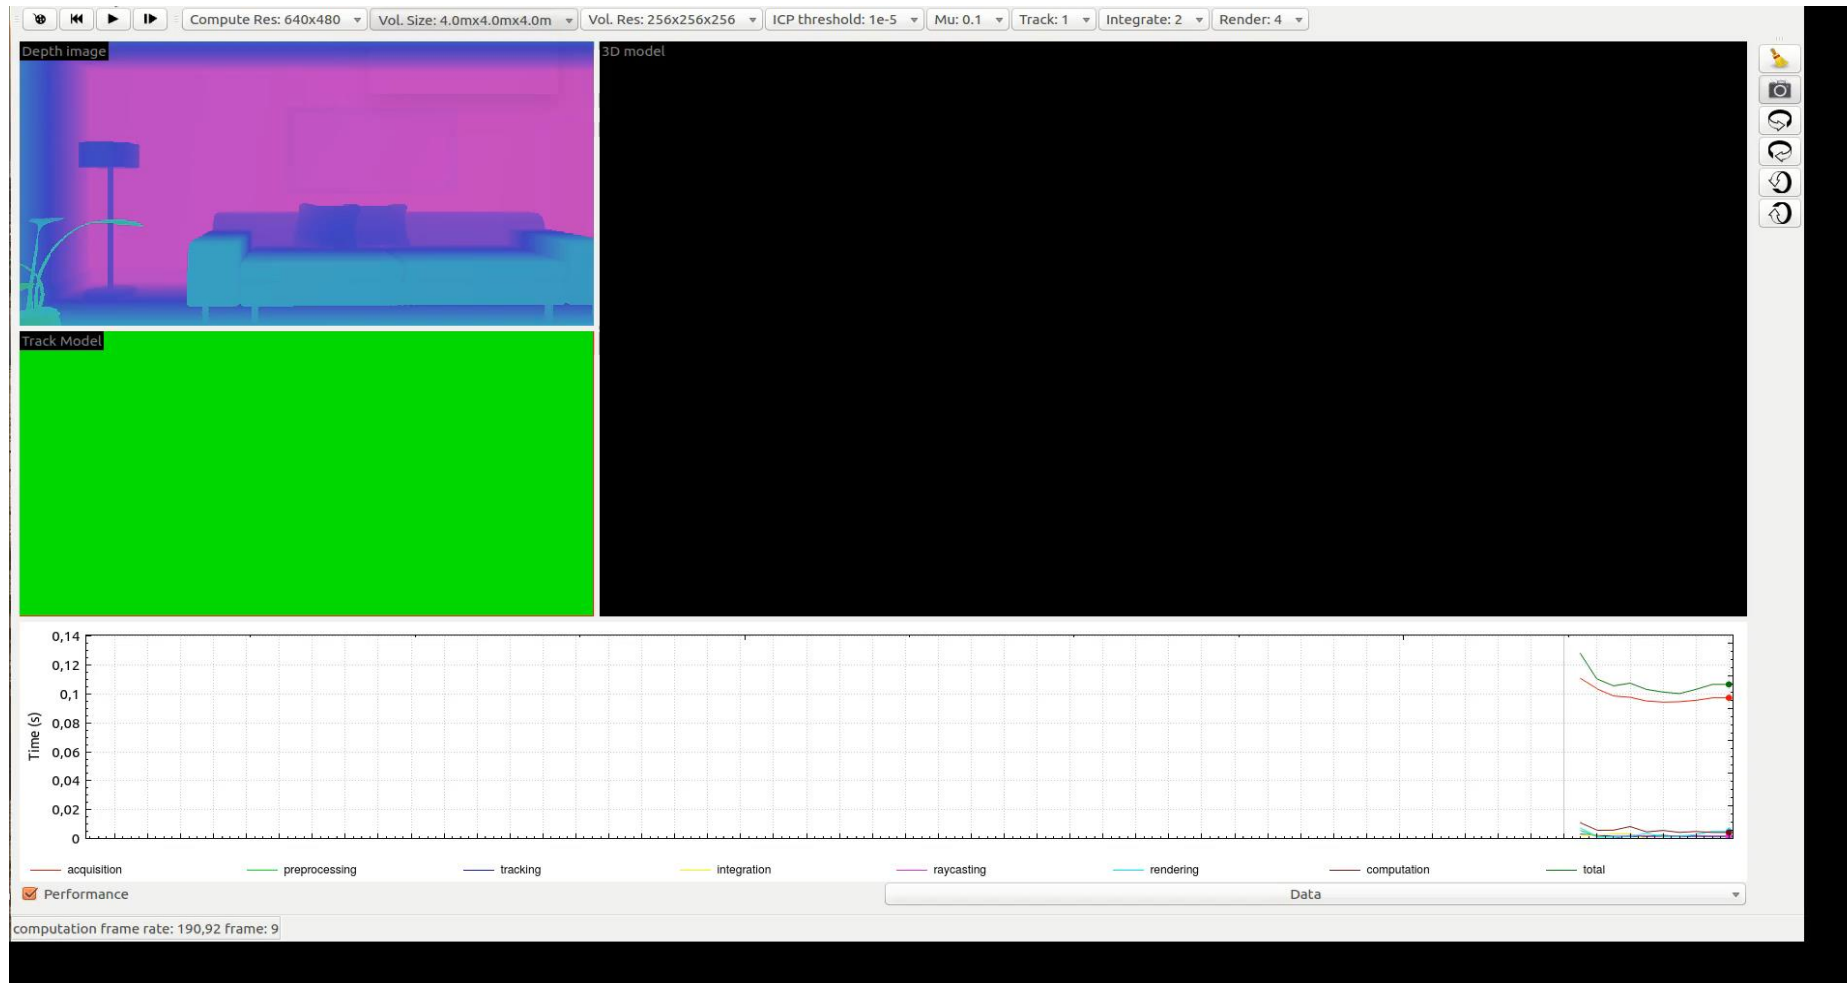 Compute Res: 640x480 Vol. Size: 4.0mx4.0mx4.0m Vol. Res: 256x256x256 ICP threshold: 1e-5 Mu: 0.1 Track: 1 Integrate: 2 Render: 4
Depth image
3D model
Track Model
0,14
0,12
0,1
0,08
0,06
0,04
0,02
0
Time (s)
acquisition preprocessing tracking integration raycasting rendering computation total
Performance
Data
computation frame rate: 190,92 frame: 9